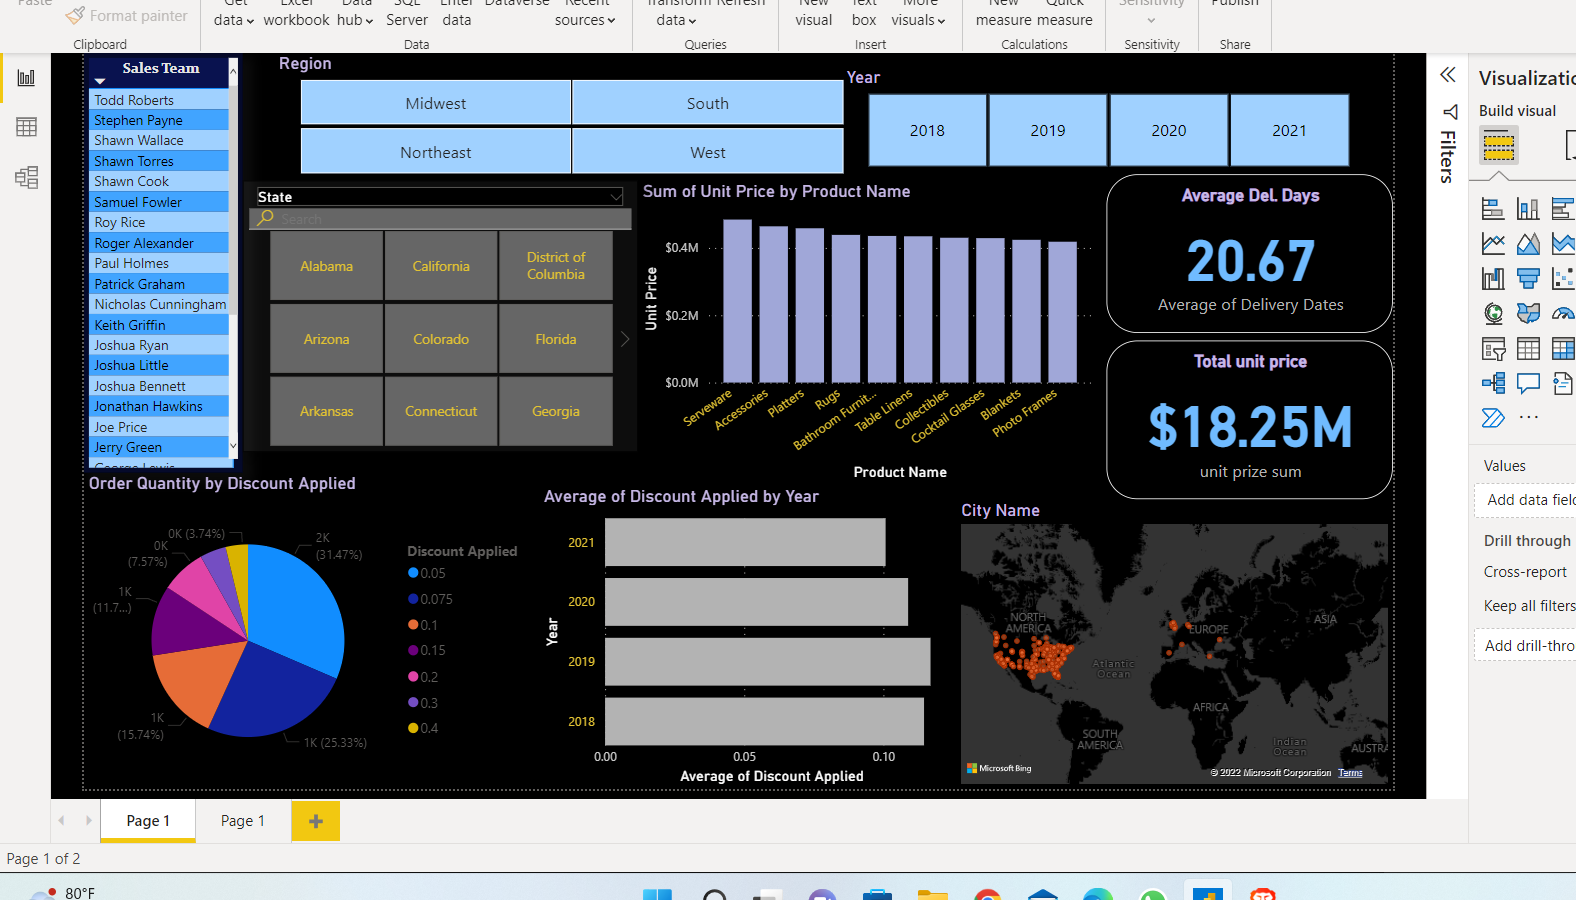 Paste
Format painter
Clipboard
Get
data
Excel
workbook
Data
hub
SQL
Server
Enter
data
Dataverse
Recent
sources
Data
Transform
data
Refresh
Queries
New
visual
Text
box
More
visuals
Insert
New
measure
Quick
measure
Calculations
Sensitivity
Sensitivity
Publish
Share
Sales Team
Todd Roberts
Stephen Payne
Shawn Wallace
Shawn Torres
Shawn Cook
Samuel Fowler
Roy Rice
Roger Alexander
Paul Holmes
Patrick Graham
Nicholas Cunningham
Keith Griffin
Joshua Ryan
Joshua Little
Joshua Bennett
Jonathan Hawkins
Joe Price
Jerry Green
George Lewis
Region
Midwest
South
Northeast
West
Year
2018
2019
2020
2021
State
Search
Alabama
California
District of
Columbia
Arizona
Colorado
Florida
Arkansas
Connecticut
Georgia
Sum of Unit Price by Product Name
Unit Price
$0.4M
$0.2M
$0.0M
Serveware
Accessories
Platters
Rugs
Bathroom Furnit...
Table Linens
Collectibles
Cocktail Glasses
Blankets
Photo Frames
Product Name
Average Del. Days
20.67
Average of Delivery Dates
Total unit price
$18.25M
unit prize sum
Order Quantity by Discount Applied
2K
(31.47%)
1K (25.33%)
1K
(15.74%)
1K
(11.7...)
0K
(7.57%)
0K (3.74%)
Discount Applied
0.05
0.075
0.1
0.15
0.2
0.3
0.4
Average of Discount Applied by Year
Year
2021
2020
2019
2018
0.00
0.05
0.10
Average of Discount Applied
City Name
NORTH
AMERICA
EUROPE
ASIA
Atlantic
Ocean
AFRICA
SOUTH
AMERICA
Indian
Ocean
AUSTRA
Microsoft Bing
© 2022 Microsoft Corporation
Terms
Filters
Visualizatio
Build visual
Values
Add data field
Drill through
Cross-report
Keep all filters
Add drill-thro
Page 1
Page 1
Page 1 of 2
80°F